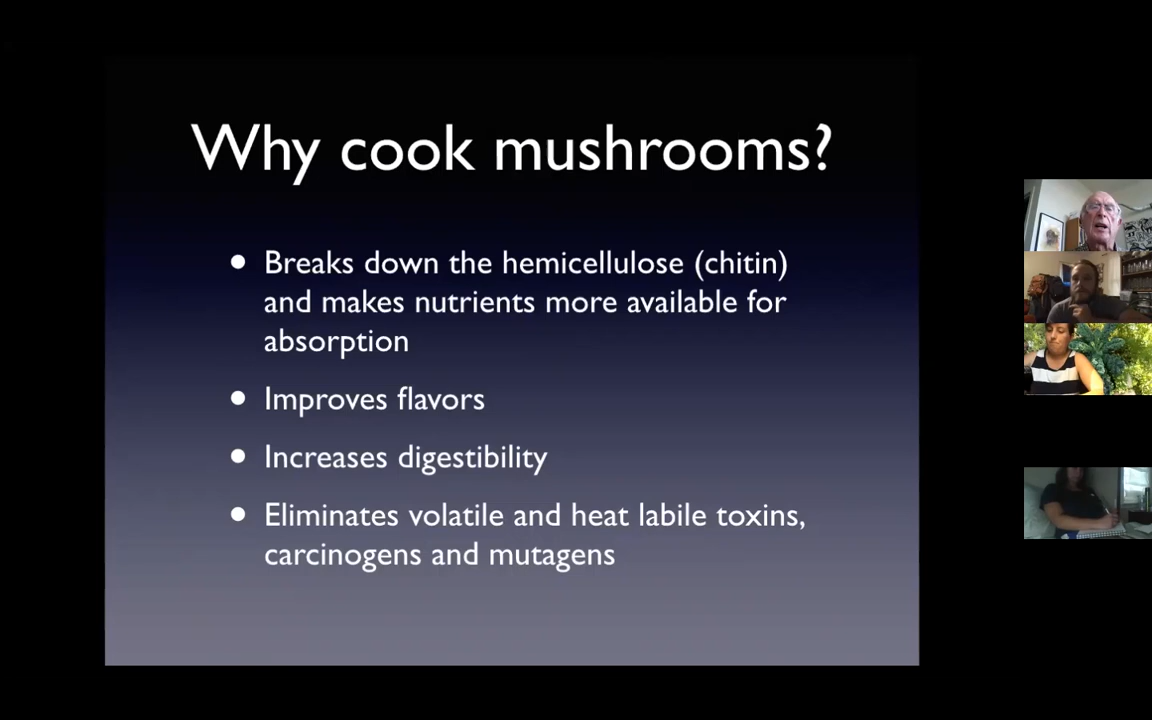 Why cook mushrooms?
• Breaks down the hemicellulose (chitin)
and makes nutrients more available for
absorption
• Improves flavors
• Increases digestibility
• Eliminates volatile and heat labile toxins,
carcinogens and mutagens